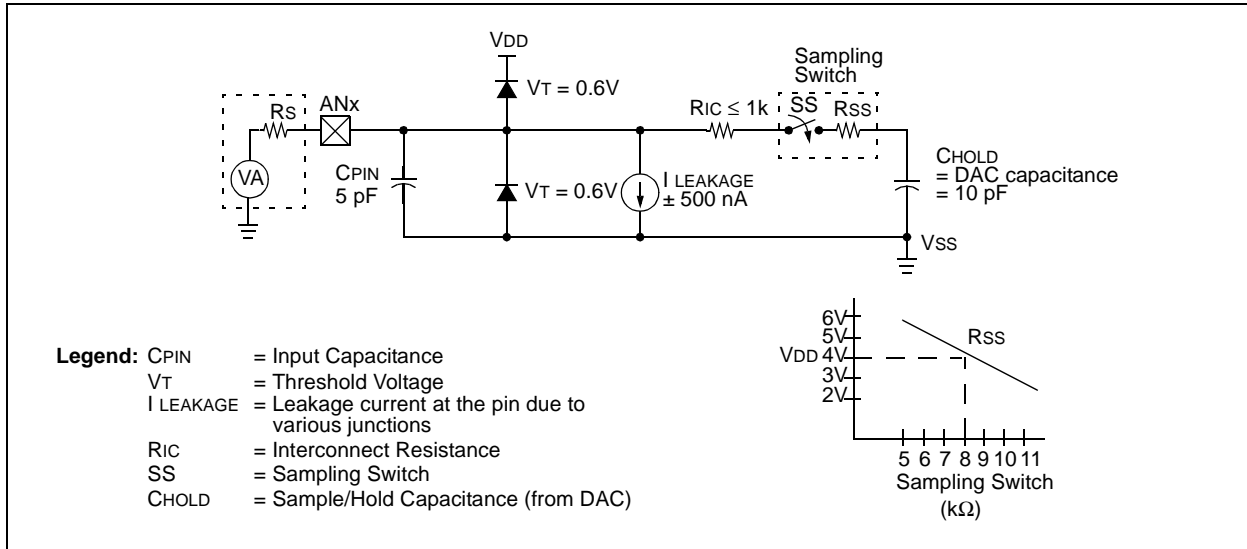 VDD
Sampling
Switch
VT = 0.6V
RS
ANx
RIC ≤ 1k
SS
RSS
VA
CPIN
5 pF
VT = 0.6V
I LEAKAGE
± 500 nA
CHOLD
= DAC capacitance
= 10 pF
VSS
Legend: CPIN = Input Capacitance
VT = Threshold Voltage
I LEAKAGE = Leakage current at the pin due to
various junctions
RIC = Interconnect Resistance
SS = Sampling Switch
CHOLD = Sample/Hold Capacitance (from DAC)
6V
5V
VDD 4V
3V
2V
RSS
5 6 7 8 9 10 11
Sampling Switch
(kΩ)